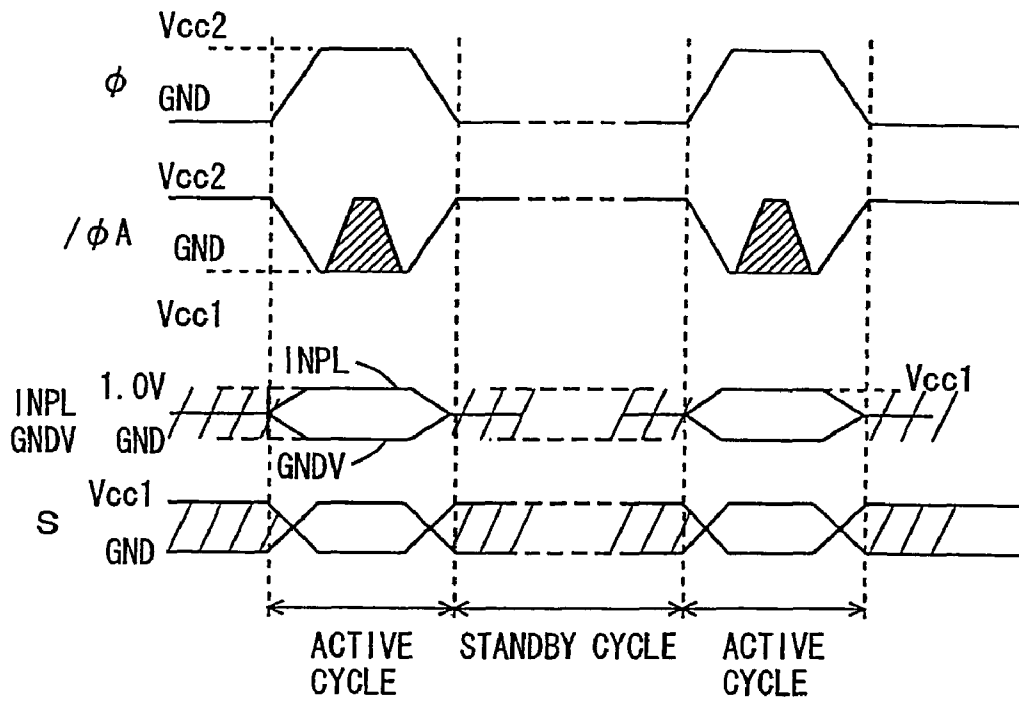 Vcc2
φ
GND
Vcc2
/φA
GND
Vcc1
INPL
1.0V
Vcc1
INPL
GNDV
GND
GNDV
Vcc1
S
GND
ACTIVE
CYCLE
STANDBY CYCLE
ACTIVE
CYCLE